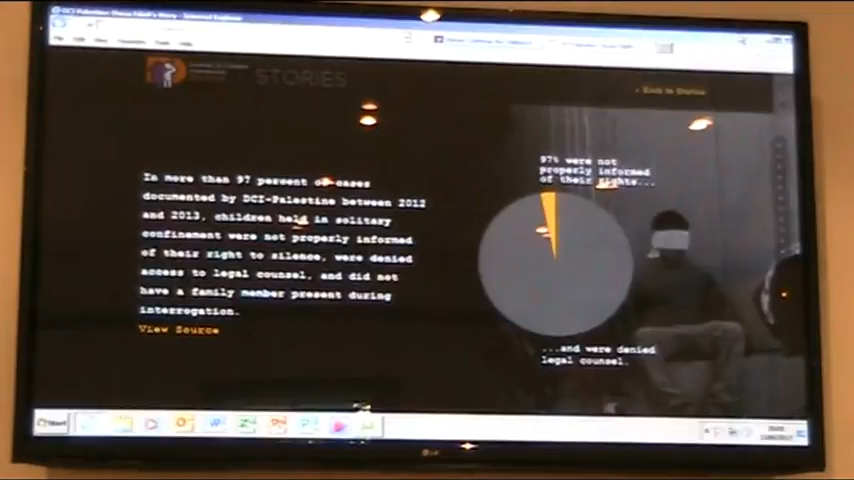 STORIES
Back to Stories
In more than 97 percent of cases
documented by DCI-Palestine between 2012
and 2013, children held in solitary
confinement were not properly informed
of their right to silence, were denied
access to legal counsel, and did not
have a family member present during
interrogation.
View Source
97% were not
properly informed
of their rights...
...and were denied
legal counsel.
Start
LG